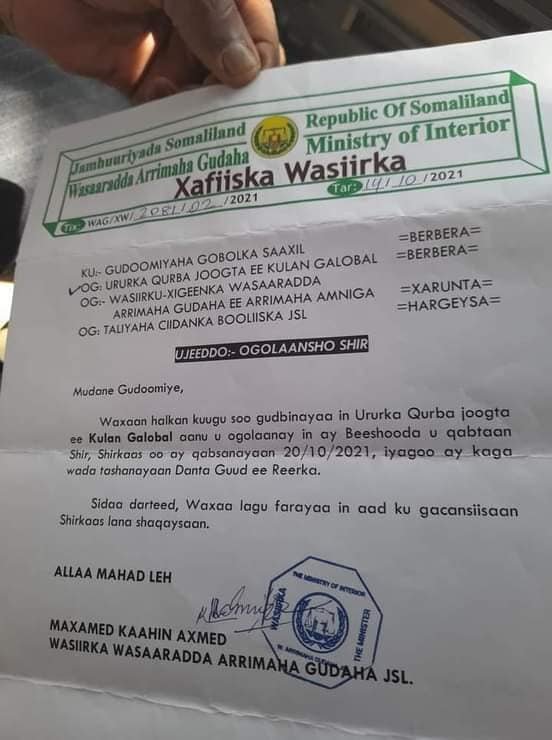 Jamhuuriyada Somaliland
Wasaaradda Arrimaha Gudaha
Republic Of Somaliland
Ministry of Interior
Xafiiska Wasiirka
Tix: WAG/XW/ 2081/02 /2021
Tar: 14/10/2021
KU:- GUDOOMIYAHA GOBOLKA SAAXIL =BERBERA=
OG: URURKA QURBA JOOGTA EE KULAN GALOBAL =BERBERA=
OG:- WASIIRKU-XIGEENKA WASAARADDA
ARRIMAHA GUDAHA EE ARRIMAHA AMNIGA =XARUNTA=
OG: TALIYAHA CIIDANKA BOOLIISKA JSL =HARGEYSA=
UJEEDDO:- OGOLAANSHO SHIR
Mudane Gudoomiye,
Waxaan halkan kuugu soo gudbinayaa in Ururka Qurba joogta
ee Kulan Galobal aanu u ogolaanay in ay Beeshooda u qabtaan
Shir, Shirkaas oo ay qabsanayaan 20/10/2021, iyagoo ay kaga
wada tashanayaan Danta Guud ee Reerka.
Sidaa darteed, Waxaa lagu farayaa in aad ku gacansiisaan
Shirkaas lana shaqaysaan.
ALLAA MAHAD LEH
THE MINISTRY OF INTERIOR
WASIIRKA
THE MINISTER
MAXAMED KAAHIN AXMED
WASIIRKA WASAARADDA ARRIMAHA GUDAHA JSL.